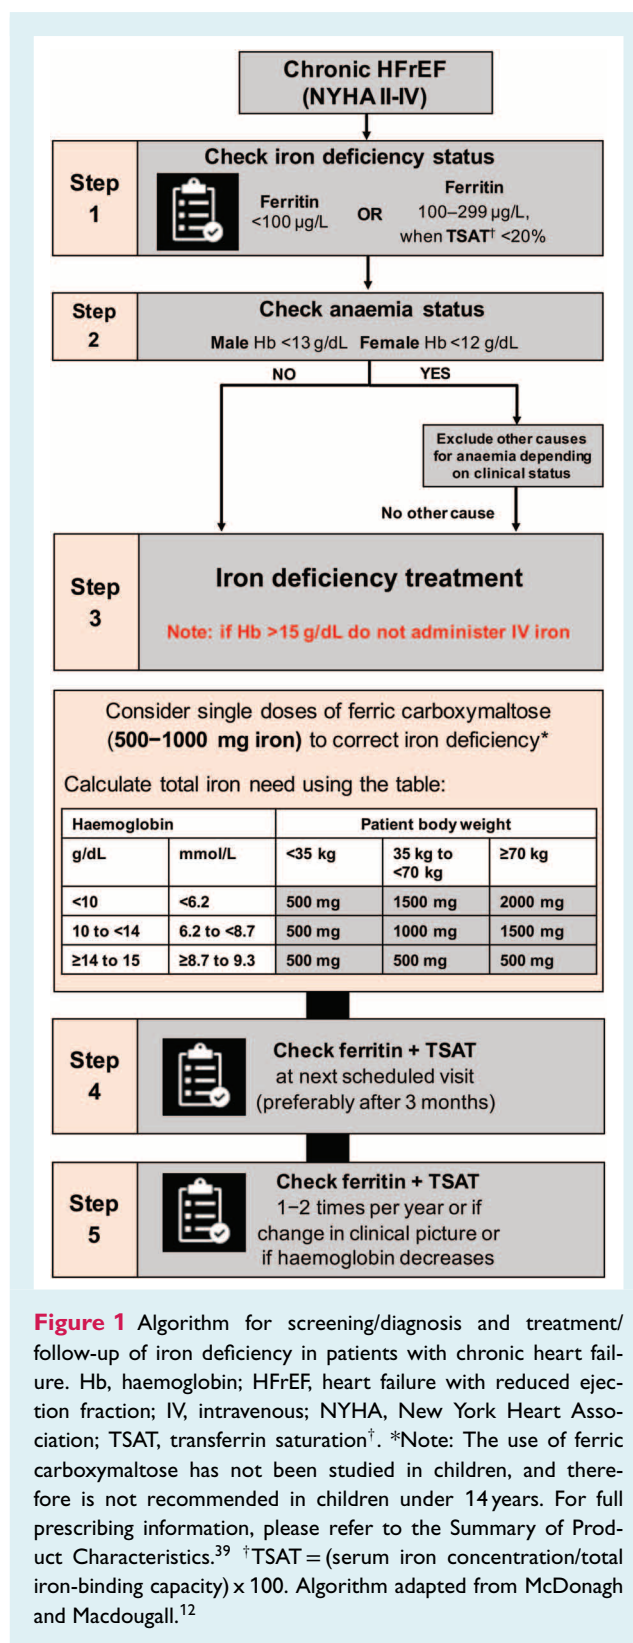 Chronic HFrEF
(NYHA II-IV)
Step
1
Check iron deficiency status
Ferritin
<100 µg/L
OR
Ferritin
100–299 µg/L,
when TSAT† <20%
Step
2
Check anaemia status
Male Hb <13 g/dL Female Hb <12 g/dL
NO
YES
Exclude other causes
for anaemia depending
on clinical status
No other cause
Step
3
Iron deficiency treatment
Note: if Hb >15 g/dL do not administer IV iron
Consider single doses of ferric carboxymaltose
(500–1000 mg iron) to correct iron deficiency*
Calculate total iron need using the table:
Haemoglobin Patient body weight
g/dL mmol/L <35 kg 35 kg to <70 kg ≥70 kg
<10 <6.2 500 mg 1500 mg 2000 mg
10 to <14 6.2 to <8.7 500 mg 1000 mg 1500 mg
≥14 to 15 ≥8.7 to 9.3 500 mg 500 mg 500 mg
Step
4
Check ferritin + TSAT
at next scheduled visit
(preferably after 3 months)
Step
5
Check ferritin + TSAT
1–2 times per year or if
change in clinical picture or
if haemoglobin decreases
Figure 1 Algorithm for screening/diagnosis and treatment/
follow-up of iron deficiency in patients with chronic heart fail-
ure. Hb, haemoglobin; HFrEF, heart failure with reduced ejec-
tion fraction; IV, intravenous; NYHA, New York Heart Asso-
ciation; TSAT, transferrin saturation†. *Note: The use of ferric
carboxymaltose has not been studied in children, and there-
fore is not recommended in children under 14 years. For full
prescribing information, please refer to the Summary of Prod-
uct Characteristics.39 †TSAT = (serum iron concentration/total
iron-binding capacity) x 100. Algorithm adapted from McDonagh
and Macdougall.12